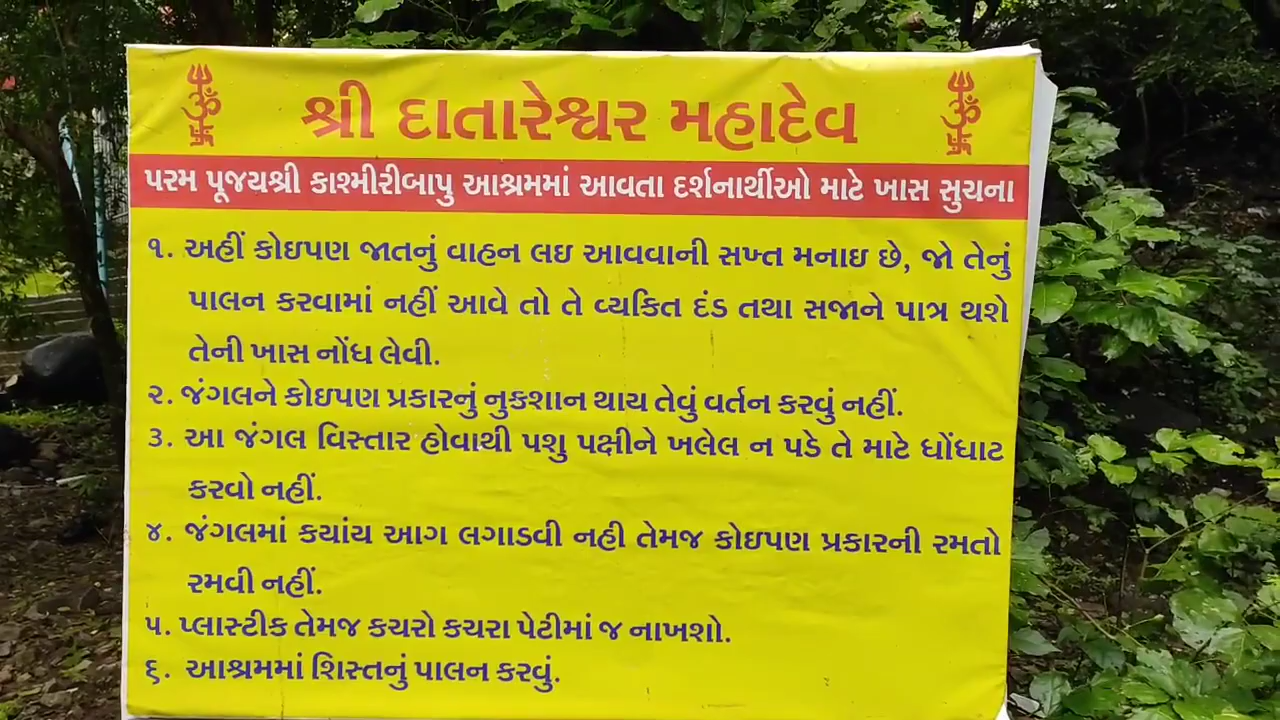 શ્રી દાતારેશ્વર મહાદેવ
પરમ પૂજયશ્રી કાશ્મીરીબાપુ આશ્રમમાં આવતા દર્શનાર્થીઓ માટે ખાસ સુચના
૧. અહીં કોઇપણ જાતનું વાહન લઇ આવવાની સખ્ત મનાઇ છે, જો તેનું
પાલન કરવામાં નહીં આવે તો તે વ્યકિત દંડ તથા સજાને પાત્ર થશે
તેની ખાસ નોંધ લેવી.
૨. જંગલને કોઇપણ પ્રકારનું નુકશાન થાય તેવું વર્તન કરવું નહીં.
૩. આ જંગલ વિસ્તાર હોવાથી પશુ પક્ષીને ખલેલ ન પડે તે માટે ધોંધાટ
કરવો નહીં.
૪. જંગલમાં કયાંય આગ લગાડવી નહી તેમજ કોઇપણ પ્રકારની રમતો
રમવી નહીં.
૫. પ્લાસ્ટીક તેમજ કચરો કચરા પેટીમાં જ નાખશો.
૬. આશ્રમમાં શિસ્તનું પાલન કરવું.